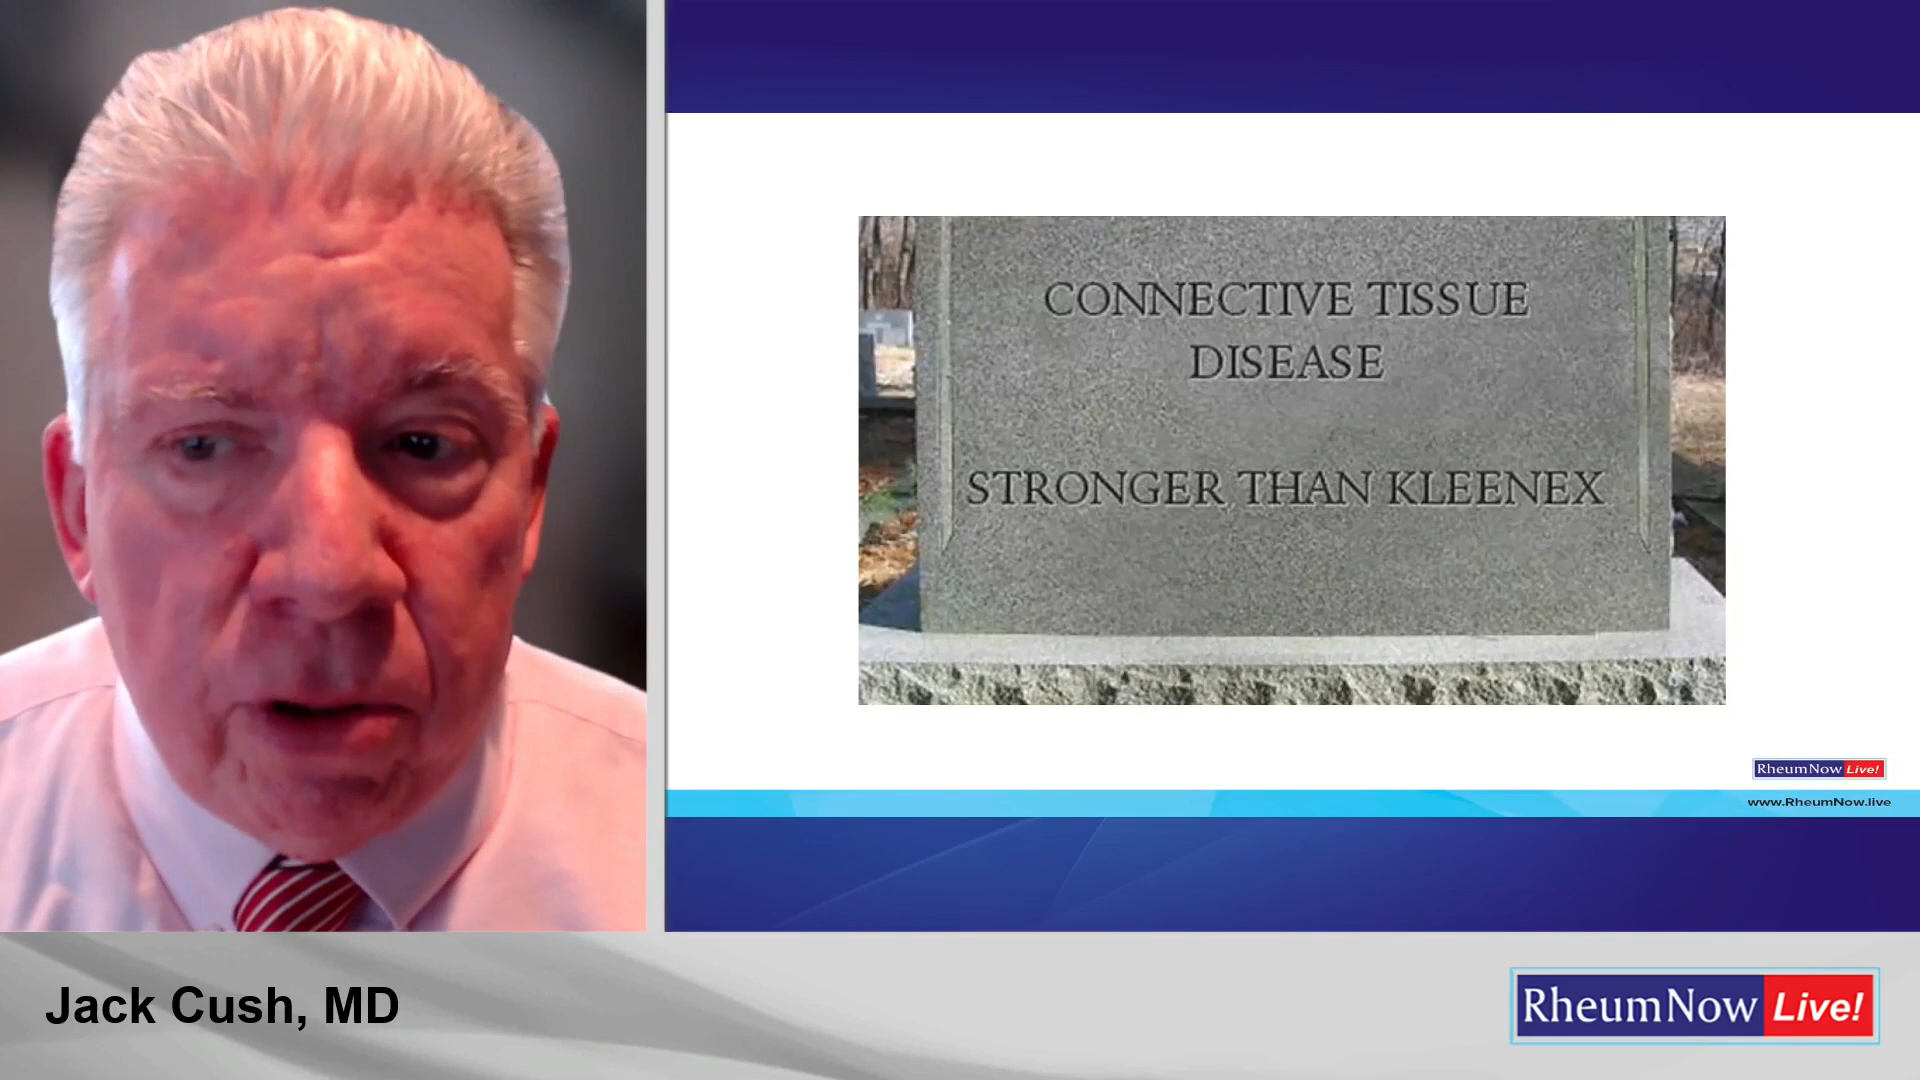 CONNECTIVE TISSUE
DISEASE
STRONGER THAN KLEENEX
RheumNow Live!
www.RheumNow.live
Jack Cush, MD
RheumNow Live!